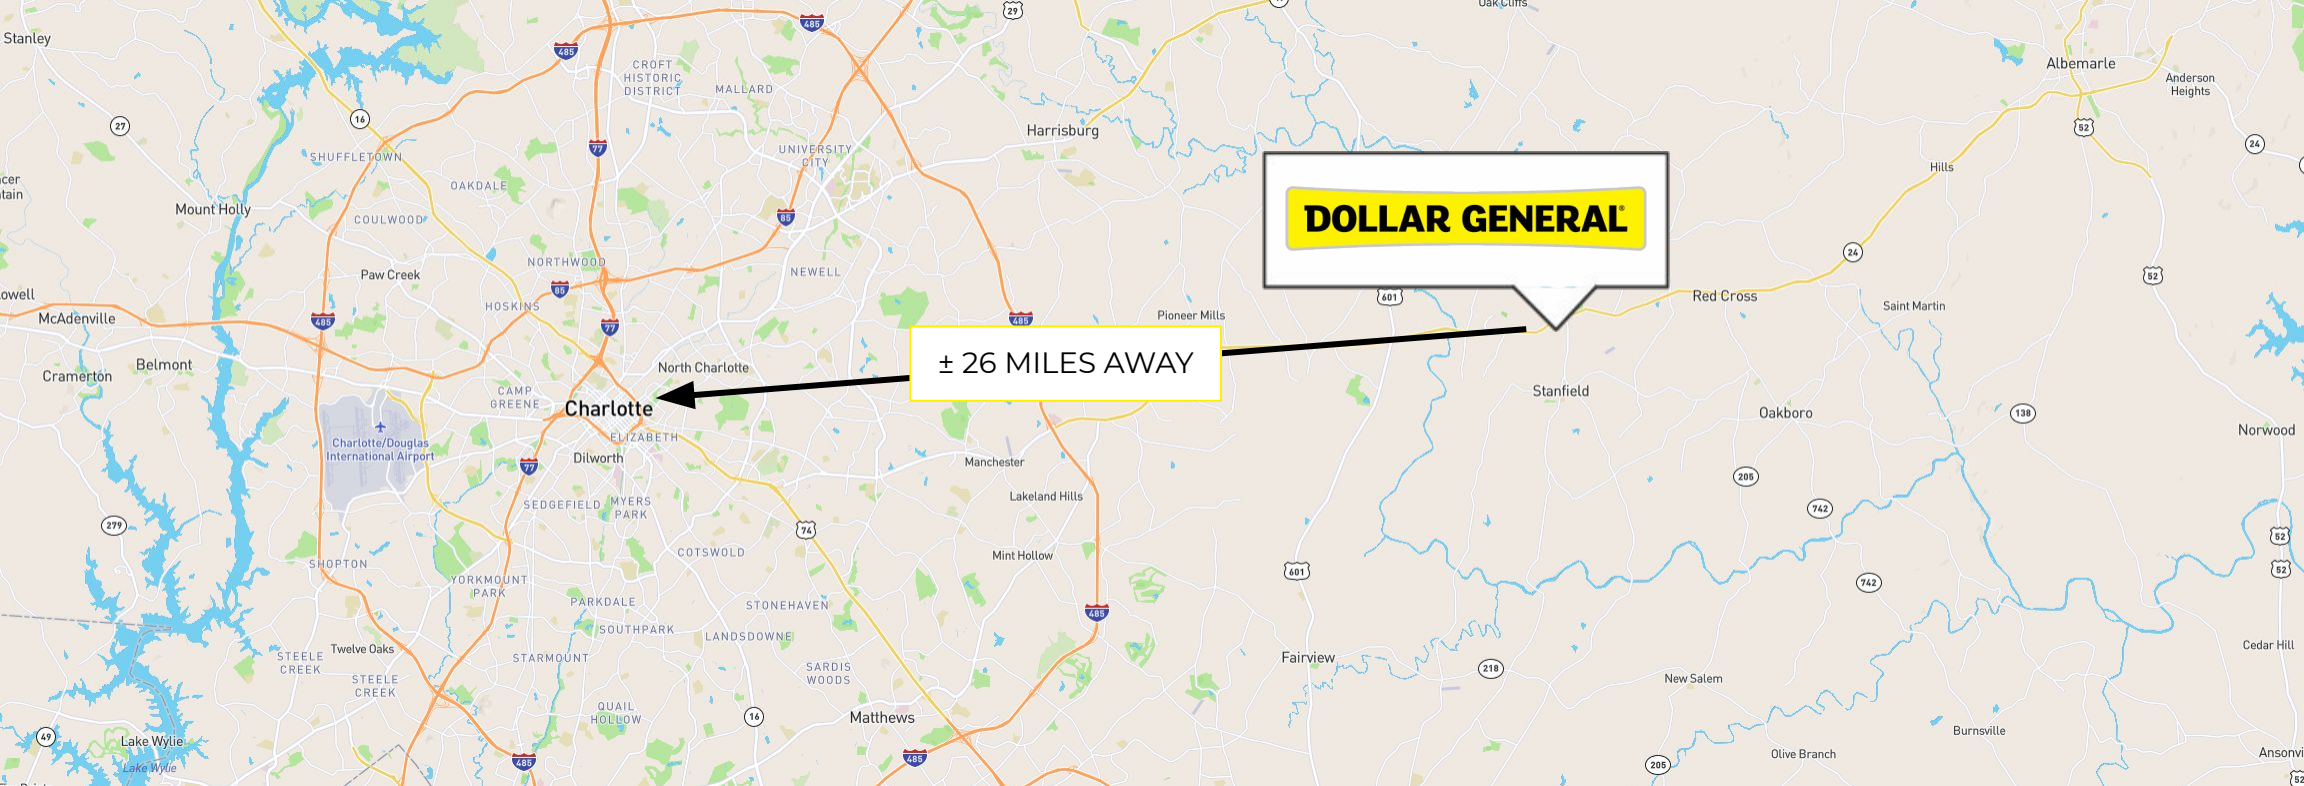 Stanley
485
485
29
Oak Cliffs
CROFT
HISTORIC
DISTRICT
MALLARD
Albemarle
Anderson
Heights
27
16
Harrisburg
52
24
77
SHUFFLETOWN
UNIVERSITY
CITY
Hills
cer
tain
OAKDALE
Mount Holly
COULWOOD
85
DOLLAR GENERAL
24
Paw Creek
NORTHWOOD
NEWELL
52
85
owell
HOSKINS
601
Red Cross
Saint Martin
McAdenville
485
77
485
Pioneer Mills
± 26 MILES AWAY
Belmont
Cramerton
North Charlotte
CAMP
GREENE
Charlotte
Stanfield
Oakboro
138
Norwood
Charlotte/Douglas
International Airport
ELIZABETH
Dilworth
77
Manchester
205
SEDGEFIELD
MYERS
PARK
Lakeland Hills
742
279
74
52
COTSWOLD
Mint Hollow
SHOPTON
601
52
YORKMOUNT
PARK
742
PARKDALE
STONEHAVEN
485
SOUTHPARK
LANDSDOWNE
Twelve Oaks
STEELE
CREEK
STARMOUNT
SARDIS
WOODS
Fairview
218
Cedar Hill
STEELE
CREEK
New Salem
QUAIL
HOLLOW
16
Matthews
49
Lake Wylie
Lake Wylie
485
485
Burnsville
Olive Branch
205
Ansonvi
52